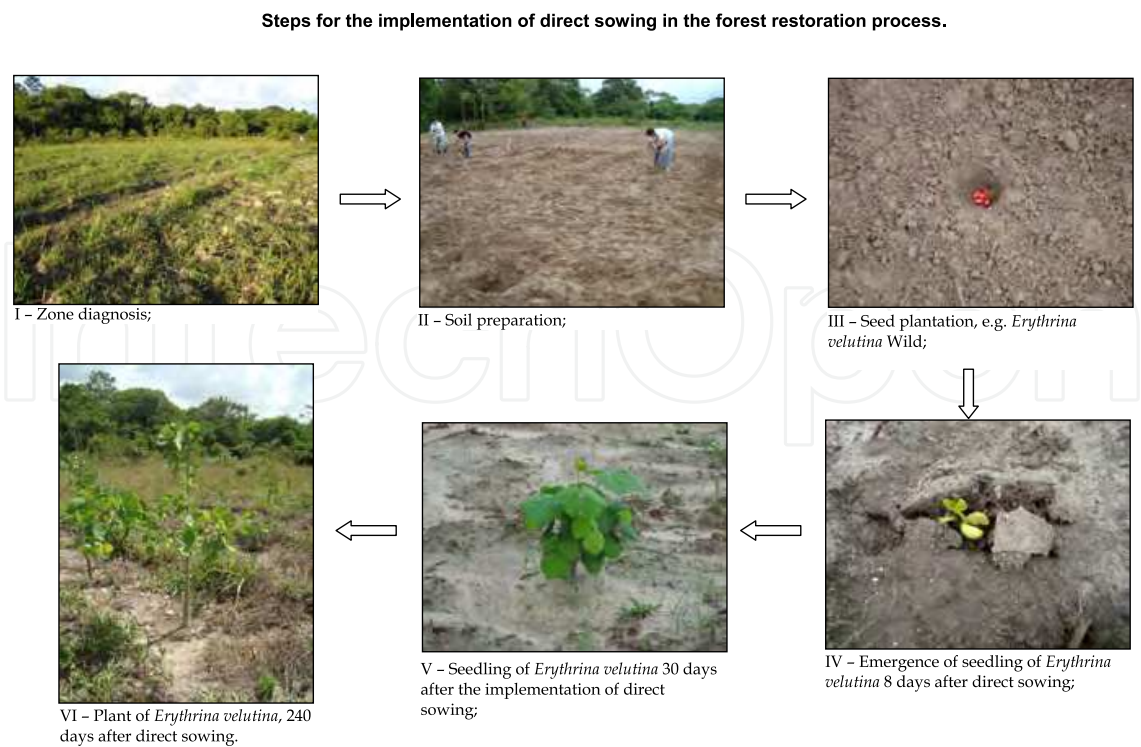 Steps for the implementation of direct sowing in the forest restoration process.
I – Zone diagnosis;
II – Soil preparation;
III – Seed plantation, e.g. Erythrina
velutina Wild;
IV – Emergence of seedling of Erythrina
velutina 8 days after direct sowing;
V – Seedling of Erythrina velutina 30 days
after the implementation of direct
sowing;
VI – Plant of Erythrina velutina, 240
days after direct sowing.
IntechOpen